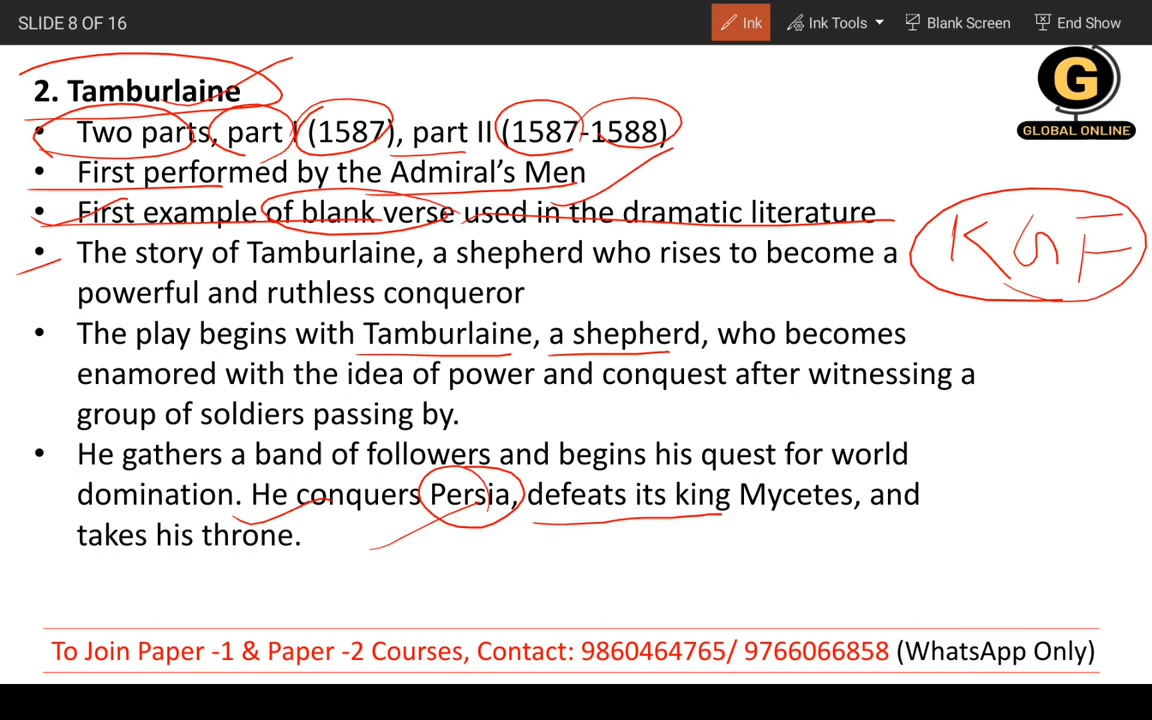 SLIDE 8 OF 16
Ink
Ink Tools
Blank Screen
End Show
G
GLOBAL ONLINE
2. Tamburlaine
• Two parts, part I (1587), part II (1587-1588)
• First performed by the Admiral's Men
• First example of blank verse used in the dramatic literature
• The story of Tamburlaine, a shepherd who rises to become a
powerful and ruthless conqueror
KGF
• The play begins with Tamburlaine, a shepherd, who becomes
enamored with the idea of power and conquest after witnessing a
group of soldiers passing by.
• He gathers a band of followers and begins his quest for world
domination. He conquers Persia, defeats its king Mycetes, and
takes his throne.
To Join Paper -1 & Paper -2 Courses, Contact: 9860464765/ 9766066858 (WhatsApp Only)